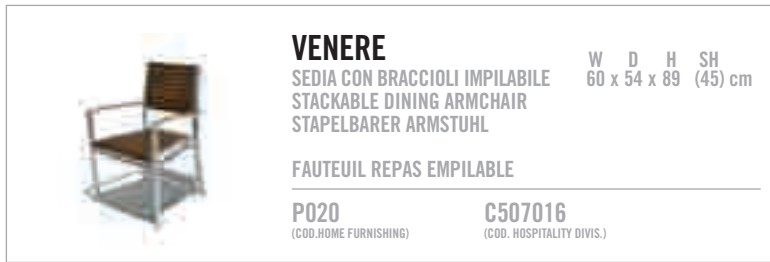 VENERE
SEDIA CON BRACCIOLI IMPILABILE
STACKABLE DINING ARMCHAIR
STAPELBARER ARMSTUHL
FAUTEUIL REPAS EMPILABLE
W D H SH
60 x 54 x 89 (45) cm
P020
(COD.HOME FURNISHING)
C507016
(COD. HOSPITALITY DIVIS.)